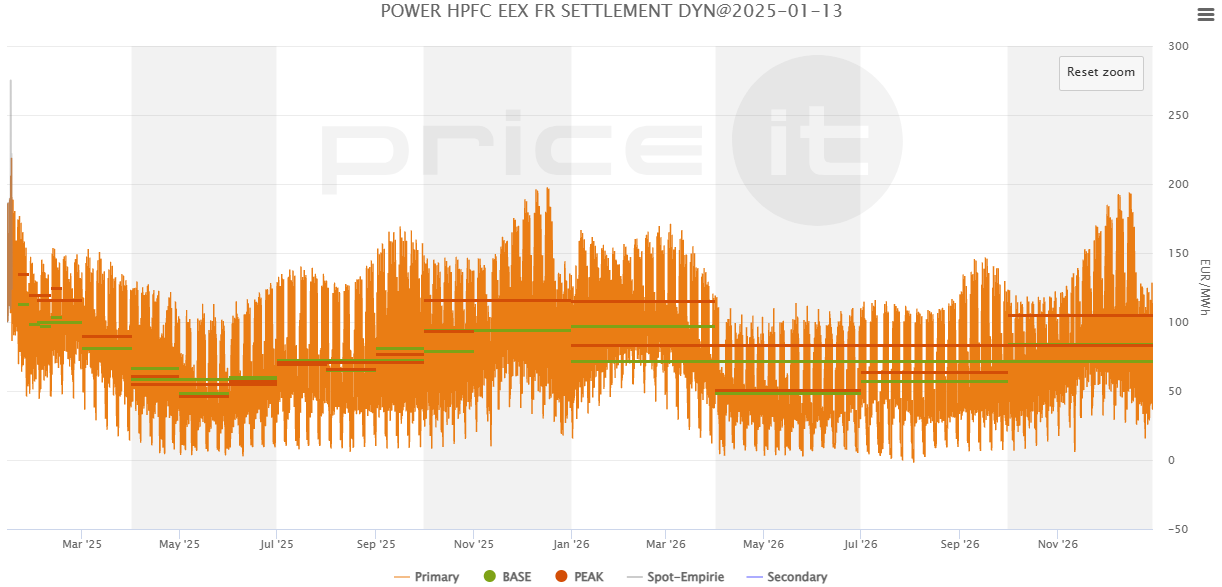 POWER HPFC EEX FR SETTLEMENT DYN@2025-01-13
Reset zoom
price it
300
250
200
150
100
50
0
-50
EUR/MWh
Mar '25
May '25
Jul '25
Sep '25
Nov '25
Jan '26
Mar '26
May '26
Jul '26
Sep '26
Nov '26
Primary
BASE
PEAK
Spot-Empirie
Secondary